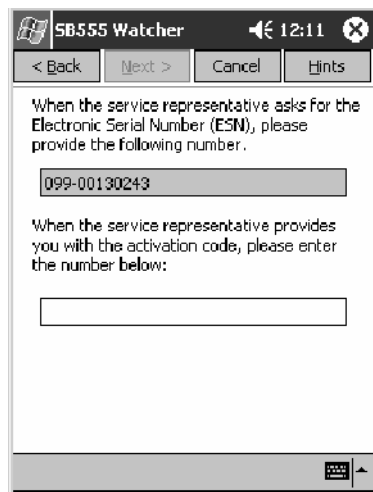 SB555 Watcher 12:11
< Back Next > Cancel Hints
When the service representative asks for the
Electronic Serial Number (ESN), please
provide the following number.
099-00130243
When the service representative provides
you with the activation code, please enter
the number below: